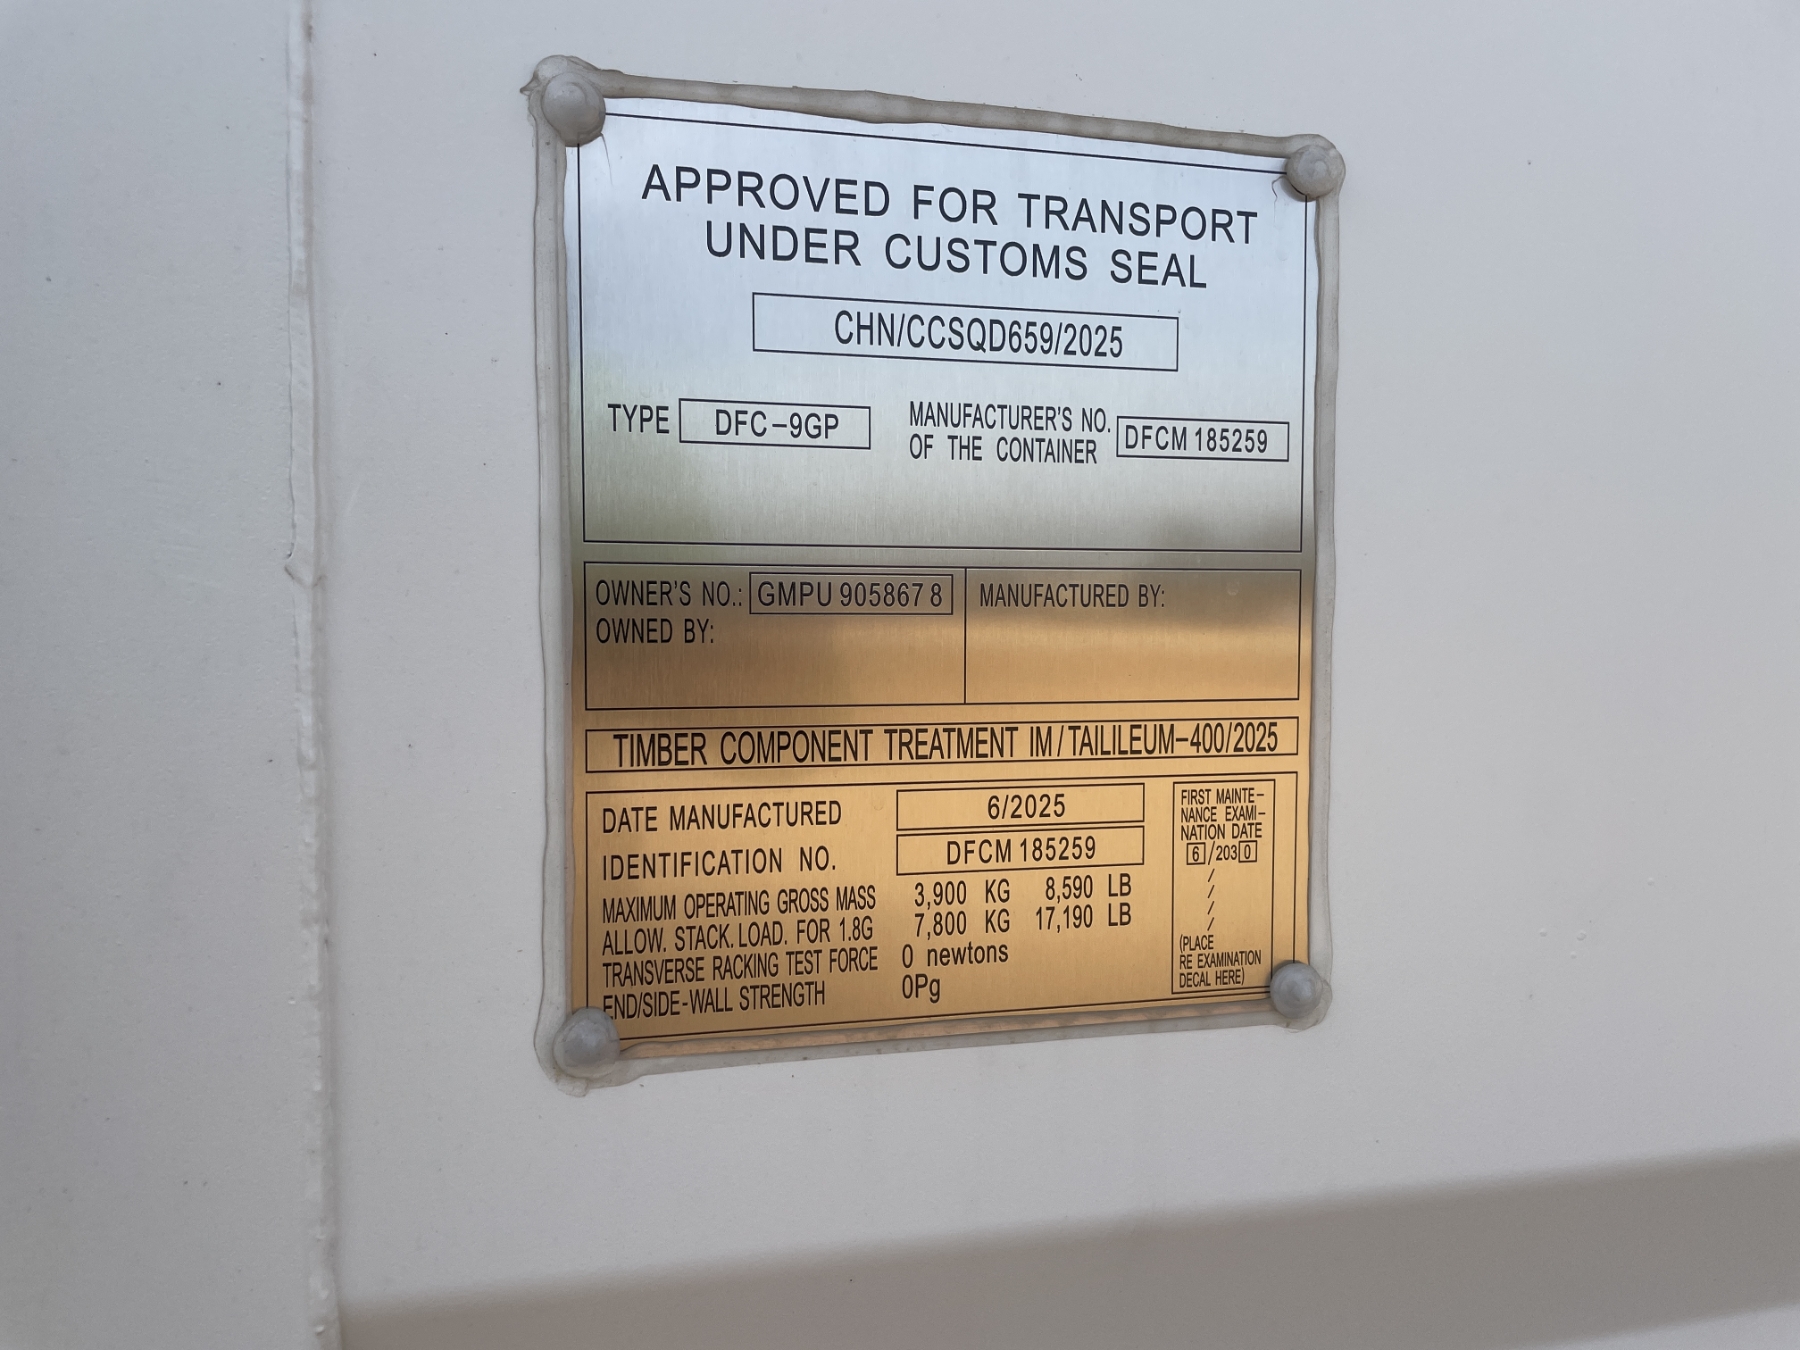 APPROVED FOR TRANSPORT
UNDER CUSTOMS SEAL
CHN/CCSQD659/2025
TYPE DFC-9GP
MANUFACTURER'S NO.
OF THE CONTAINER
DFCM 185259
OWNER'S NO.: GMPU 905867 8
OWNED BY:
MANUFACTURED BY:
TIMBER COMPONENT TREATMENT IM/TAILILEUM-400/2025
DATE MANUFACTURED 6/2025
IDENTIFICATION NO. DFCM 185259
MAXIMUM OPERATING GROSS MASS 3,900 KG 8,590 LB
ALLOW. STACK. LOAD. FOR 1.8G 7,800 KG 17,190 LB
TRANSVERSE RACKING TEST FORCE 0 newtons
END/SIDE-WALL STRENGTH 0Pg
FIRST MAINTE-
NANCE EXAMI-
NATION DATE
6/2030
/
/
/
/
(PLACE
RE EXAMINATION
DECAL HERE)